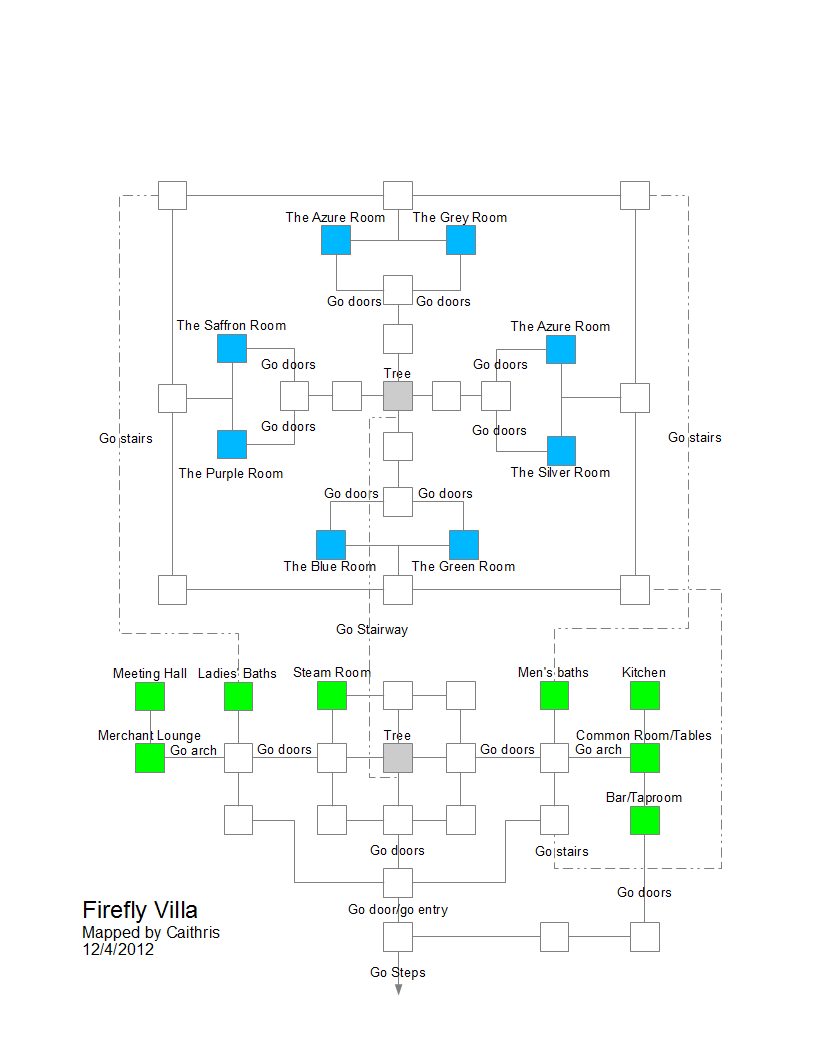 The Azure Room
The Grey Room
Go doors
Go doors
The Saffron Room
The Azure Room
Go doors
Go doors
Tree
Go doors
Go doors
Go stairs
Go stairs
The Purple Room
The Silver Room
Go doors
Go doors
The Blue Room
The Green Room
Go Stairway
Meeting Hall
Ladies' Baths
Steam Room
Men's baths
Kitchen
Merchant Lounge
Tree
Common Room/Tables
Go arch
Go doors
Go doors
Go arch
Bar/Taproom
Go doors
Go stairs
Go doors
Go door/go entry
Firefly Villa
Mapped by Caithris
12/4/2012
Go Steps